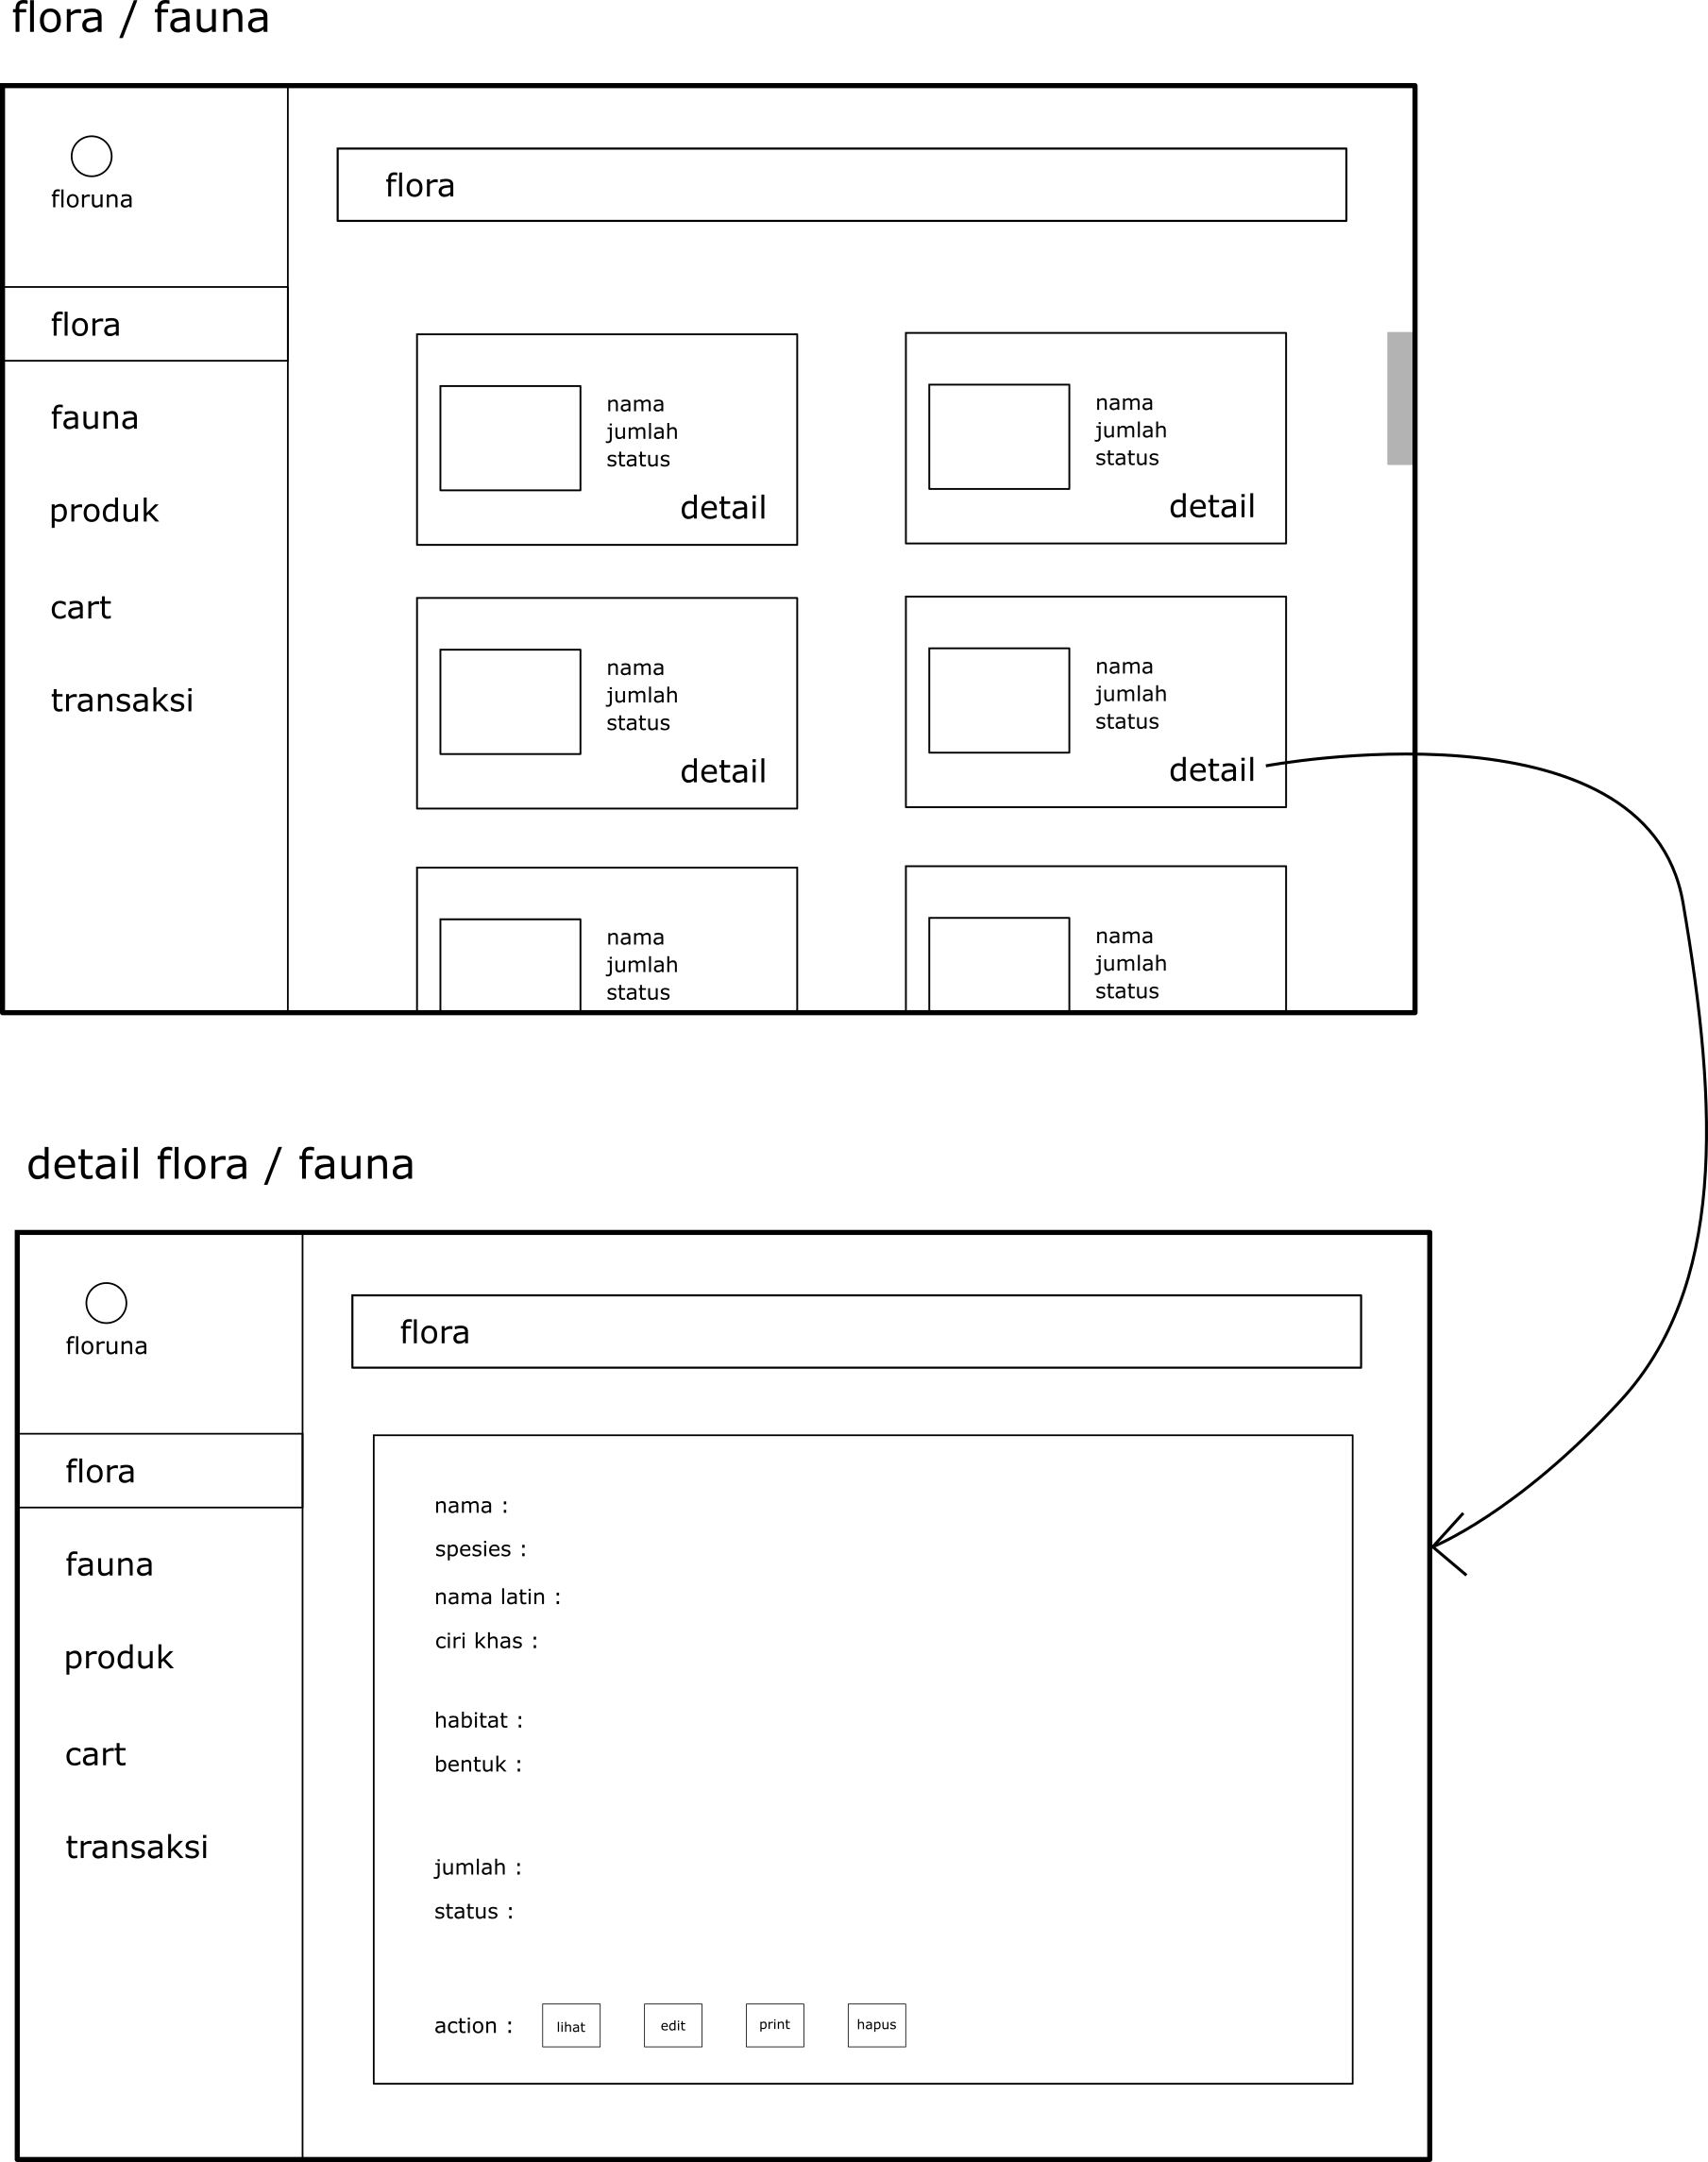 flora / fauna
floruna
flora
fauna
produk
cart
transaksi
flora
nama
jumlah
status
detail
nama
jumlah
status
detail
nama
jumlah
status
detail
nama
jumlah
status
detail
nama
jumlah
status
nama
jumlah
status
detail flora / fauna
floruna
flora
fauna
produk
cart
transaksi
flora
nama :
spesies :
nama latin :
ciri khas :
habitat :
bentuk :
jumlah :
status :
action : lihat edit print hapus